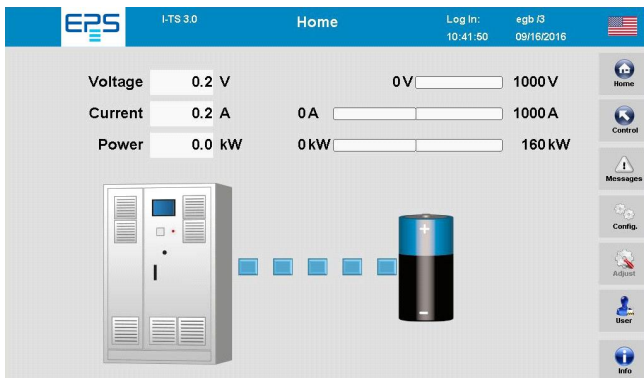 EPS I-TS 3.0 Home Log In: egb /3
10:41:50 09/16/2016
Voltage 0.2 V 0 V 1000 V
Current 0.2 A 0 A 1000 A
Power 0.0 kW 0 kW 160 kW
Home
Control
Messages
Config.
Adjust
User
Info